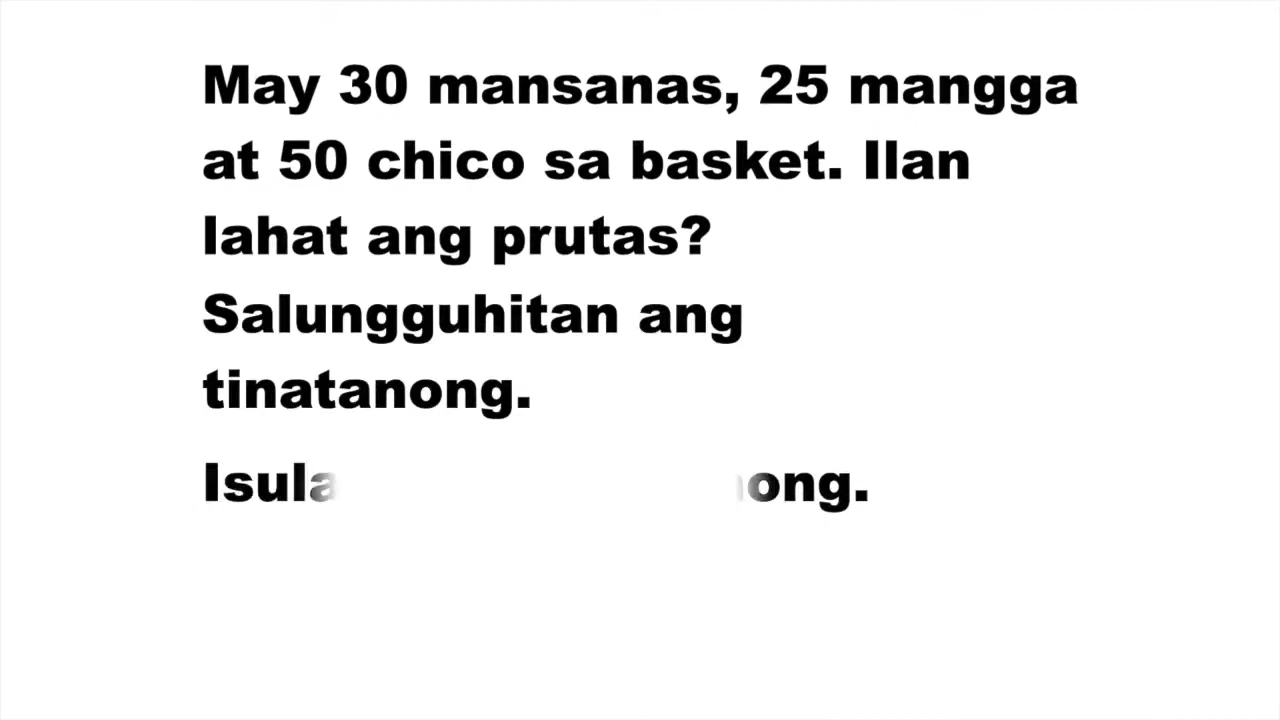 May 30 mansanas, 25 mangga
at 50 chico sa basket. Ilan
lahat ang prutas?
Salungguhitan ang
tinatanong.